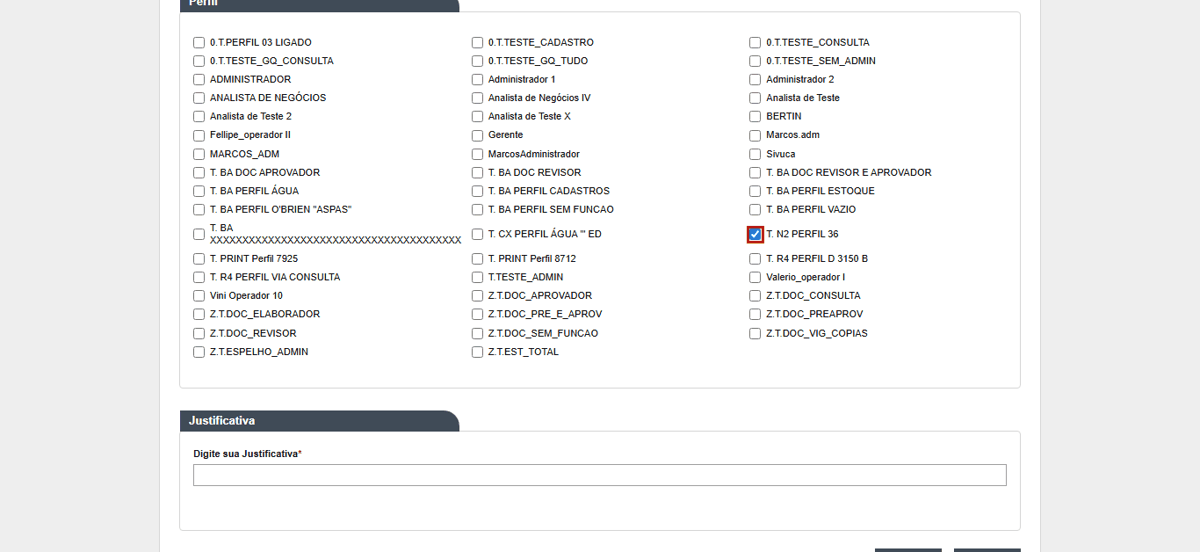 Perfil
0.T.PERFIL 03 LIGADO
0.T.TESTE_CADASTRO
0.T.TESTE_CONSULTA
0.T.TESTE_GQ_CONSULTA
0.T.TESTE_GQ_TUDO
0.T.TESTE_SEM_ADMIN
ADMINISTRADOR
Administrador 1
Administrador 2
ANALISTA DE NEGÓCIOS
Analista de Negócios IV
Analista de Teste
Analista de Teste 2
Analista de Teste X
BERTIN
Fellipe_operador II
Gerente
Marcos.adm
MARCOS_ADM
MarcosAdministrador
Sivuca
T. BA DOC APROVADOR
T. BA DOC REVISOR
T. BA DOC REVISOR E APROVADOR
T. BA PERFIL ÁGUA
T. BA PERFIL CADASTROS
T. BA PERFIL ESTOQUE
T. BA PERFIL O'BRIEN "ASPAS"
T. BA PERFIL SEM FUNCAO
T. BA PERFIL VAZIO
T. BA
XXXXXXXXXXXXXXXXXXXXXXXXXXXXXXXXXXXXXXX
T. CX PERFIL ÁGUA '" ED
T. N2 PERFIL 36
T. PRINT Perfil 7925
T. PRINT Perfil 8712
T. R4 PERFIL D 3150 B
T. R4 PERFIL VIA CONSULTA
T.TESTE_ADMIN
Valerio_operador I
Vini Operador 10
Z.T.DOC_APROVADOR
Z.T.DOC_CONSULTA
Z.T.DOC_ELABORADOR
Z.T.DOC_PRE_E_APROV
Z.T.DOC_PREAPROV
Z.T.DOC_REVISOR
Z.T.DOC_SEM_FUNCAO
Z.T.DOC_VIG_COPIAS
Z.T.ESPELHO_ADMIN
Z.T.EST_TOTAL
Justificativa
Digite sua Justificativa*